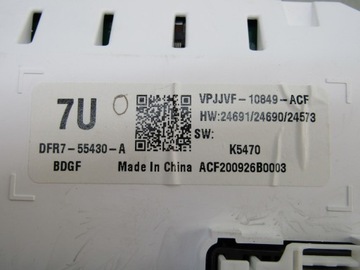 7U
VPJJVF-10849-ACF
HW:24691/24690/24573
SW:
DFR7-55430-A
K5470
BDGF
Made In China
ACF200926B0003